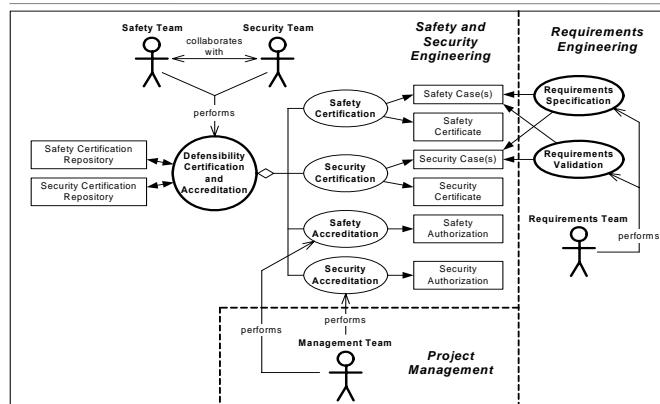 Safety Team
Security Team
collaborates
with
performs
Safety and
Security
Engineering
Requirements
Engineering
Safety Certification
Repository
Security Certification
Repository
Defensibility
Certification
and
Accreditation
Safety
Certification
Security
Certification
Safety
Accreditation
Security
Accreditation
Safety Case(s)
Safety
Certificate
Security Case(s)
Security
Certificate
Safety
Authorization
Security
Authorization
Requirements
Specification
Requirements
Validation
Requirements Team
performs
performs
performs
Management Team
Project
Management